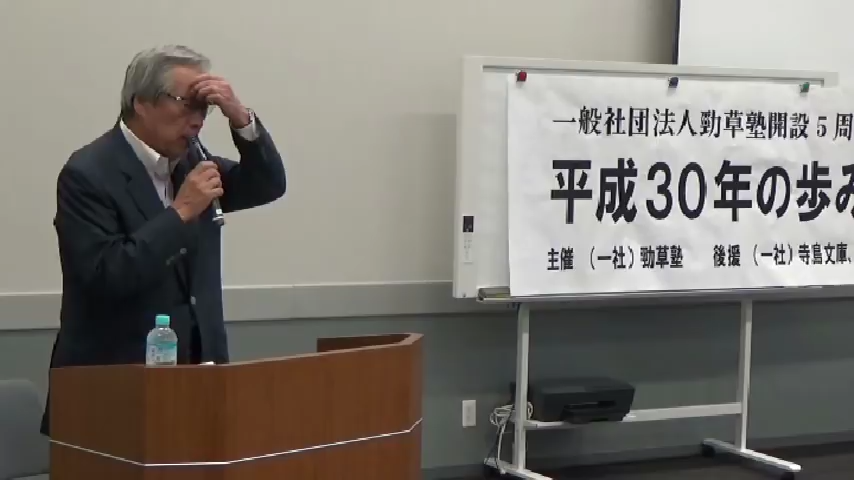 一般社団法人勁草塾開設5周
平成30年の歩み
主催 (一社)勁草塾 後援 (一社)寺島文庫、